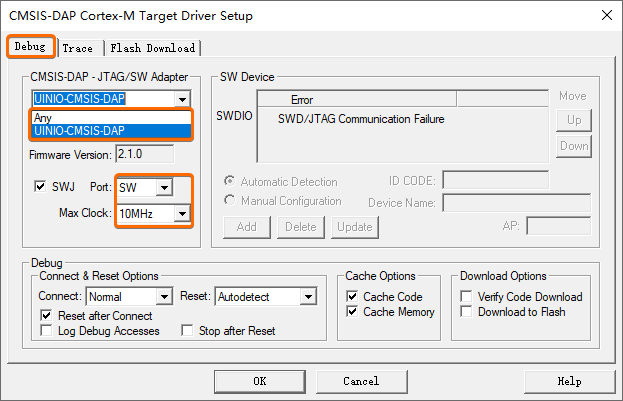 CMSIS-DAP Cortex-M Target Driver Setup
Debug Trace Flash Download
CMSIS-DAP - JTAG/SW Adapter
UINIO-CMSIS-DAP
Any
UINIO-CMSIS-DAP
Firmware Version: 2.1.0
SWJ Port: SW
Max Clock: 10MHz
SW Device
Error
SWDIO SWD/JTAG Communication Failure
Move
Up
Down
Automatic Detection ID CODE:
Manual Configuration Device Name:
Add Delete Update AP:
Debug
Connect & Reset Options
Connect: Normal Reset: Autodetect
Reset after Connect
Log Debug Accesses Stop after Reset
Cache Options
Cache Code
Cache Memory
Download Options
Verify Code Download
Download to Flash
OK Cancel Help